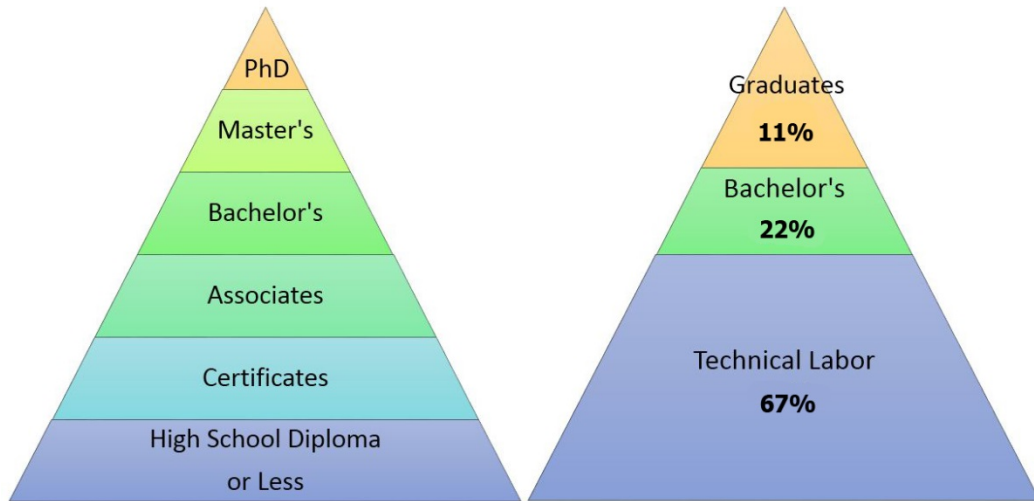 PhD
Master's
Bachelor's
Associates
Certificates
High School Diploma
or Less
Graduates
11%
Bachelor's
22%
Technical Labor
67%